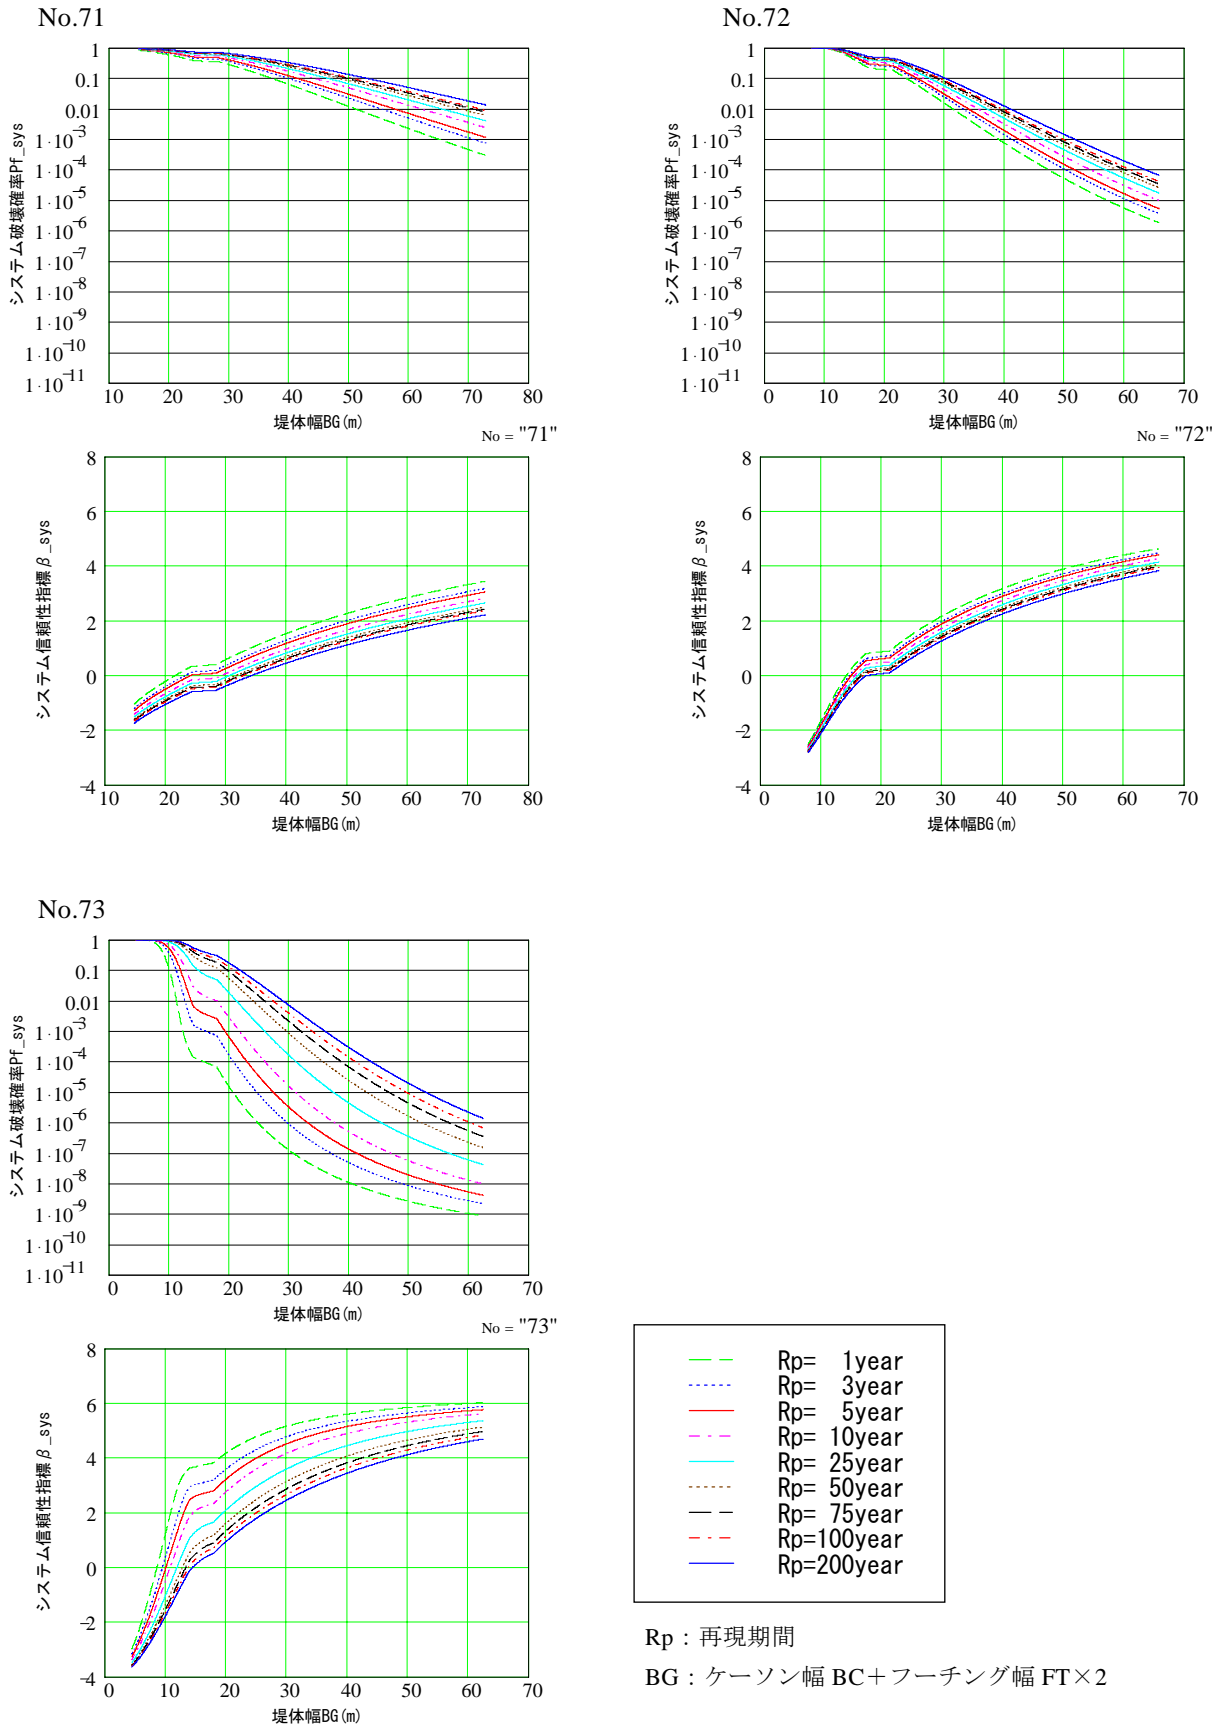 No.71
1
0.1
0.01
1·10⁻³
1·10⁻⁴
1·10⁻⁵
1·10⁻⁶
1·10⁻⁷
1·10⁻⁸
1·10⁻⁹
1·10⁻¹⁰
1·10⁻¹¹
システム破壊確率Pf_sys
10 20 30 40 50 60 70 80
堤体幅BG(m)
No = "71"
8
6
4
2
0
−2
−4
システム信頼性指標β_sys
10 20 30 40 50 60 70 80
堤体幅BG(m)
No.72
1
0.1
0.01
1·10⁻³
1·10⁻⁴
1·10⁻⁵
1·10⁻⁶
1·10⁻⁷
1·10⁻⁸
1·10⁻⁹
1·10⁻¹⁰
1·10⁻¹¹
システム破壊確率Pf_sys
0 10 20 30 40 50 60 70
堤体幅BG(m)
No = "72"
8
6
4
2
0
−2
−4
システム信頼性指標β_sys
0 10 20 30 40 50 60 70
堤体幅BG(m)
No.73
1
0.1
0.01
1·10⁻³
1·10⁻⁴
1·10⁻⁵
1·10⁻⁶
1·10⁻⁷
1·10⁻⁸
1·10⁻⁹
1·10⁻¹⁰
1·10⁻¹¹
システム破壊確率Pf_sys
0 10 20 30 40 50 60 70
堤体幅BG(m)
No = "73"
8
6
4
2
0
−2
−4
システム信頼性指標β_sys
0 10 20 30 40 50 60 70
堤体幅BG(m)
Rp= 1year
Rp= 3year
Rp= 5year
Rp= 10year
Rp= 25year
Rp= 50year
Rp= 75year
Rp=100year
Rp=200year
Rp：再現期間
BG：ケーソン幅 BC＋フーチング幅 FT×2